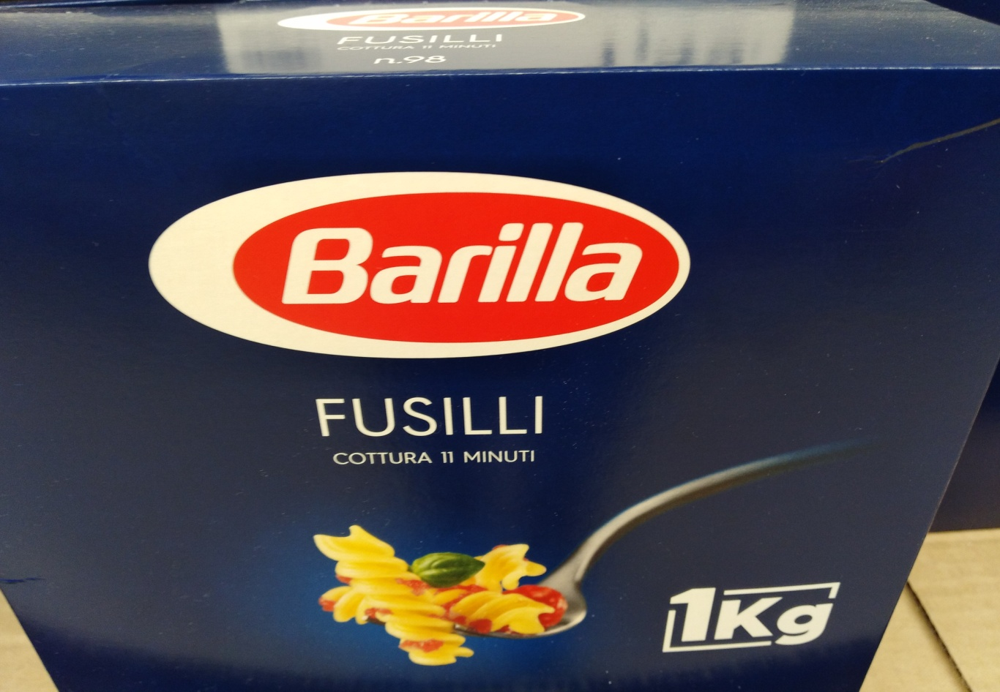 Barilla
FUSILLI
COTTURA 11 MINUTI
n.98
Barilla
FUSILLI
COTTURA 11 MINUTI
1Kg